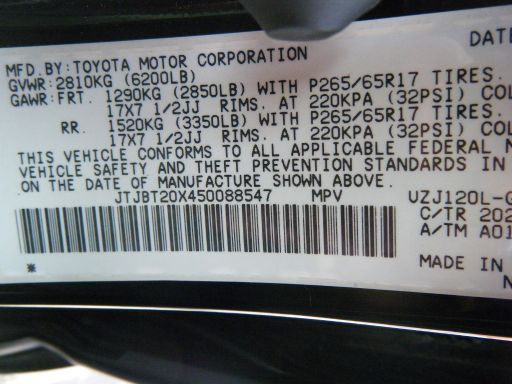 DATE
MFD.BY:TOYOTA MOTOR CORPORATION
GVWR:2810KG (6200LB)
GAWR:FRT. 1290KG (2850LB) WITH P265/65R17 TIRES.
17X7 1/2JJ RIMS. AT 220KPA (32PSI) COL
RR. 1520KG (3350LB) WITH P265/65R17 TIRES.
17X7 1/2JJ RIMS. AT 220KPA (32PSI) COL
THIS VEHICLE CONFORMS TO ALL APPLICABLE FEDERAL M
VEHICLE SAFETY AND THEFT PREVENTION STANDARDS IN
ON THE DATE OF MANUFACTURE SHOWN ABOVE.
JTJBT20X450088547 MPV UZJ120L-G
C/TR 202
A/TM A01
MADE IN
*